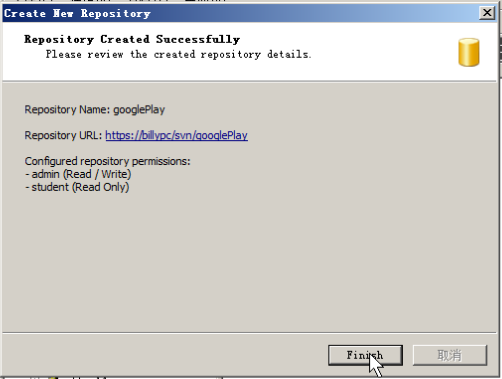 Create New Repository
Repository Created Successfully
Please review the created repository details.
Repository Name: googlePlay
Repository URL: https://billypc/svn/googlePlay
Configured repository permissions:
- admin (Read / Write)
- student (Read Only)
Finish
取消